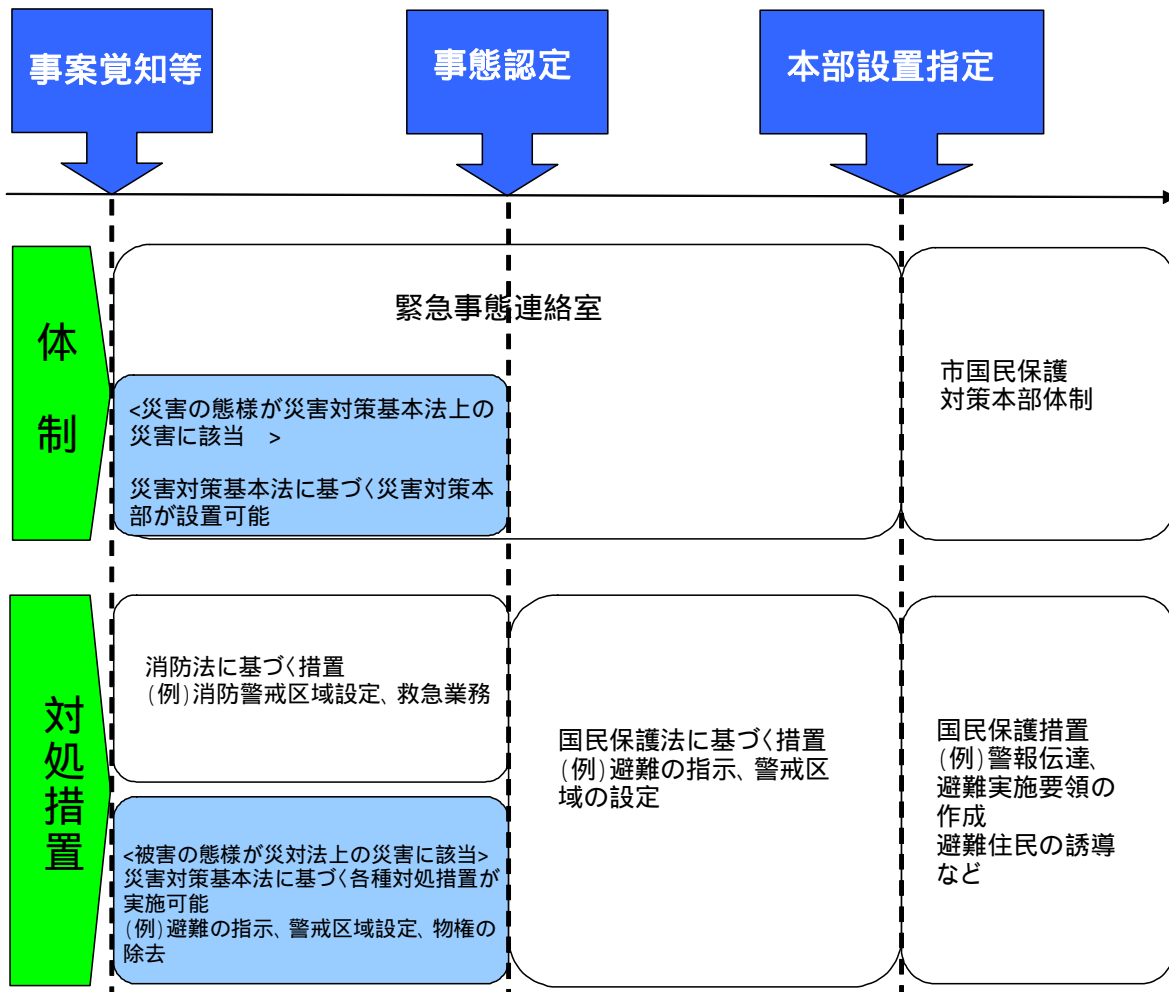 事案覚知等
事態認定
本部設置指定
体制
緊急事態連絡室
<災害の態様が災害対策基本法上の
災害に該当　>
災害対策基本法に基づく災害対策本
部が設置可能
市国民保護
対策本部体制
対処措置
消防法に基づく措置
(例)消防警戒区域設定、救急業務
<被害の態様が災対法上の災害に該当>
災害対策基本法に基づく各種対処措置が
実施可能
(例)避難の指示、警戒区域設定、物権の
除去
国民保護法に基づく措置
(例)避難の指示、警戒区
域の設定
国民保護措置
(例)警報伝達、
避難実施要領の
作成
避難住民の誘導
など